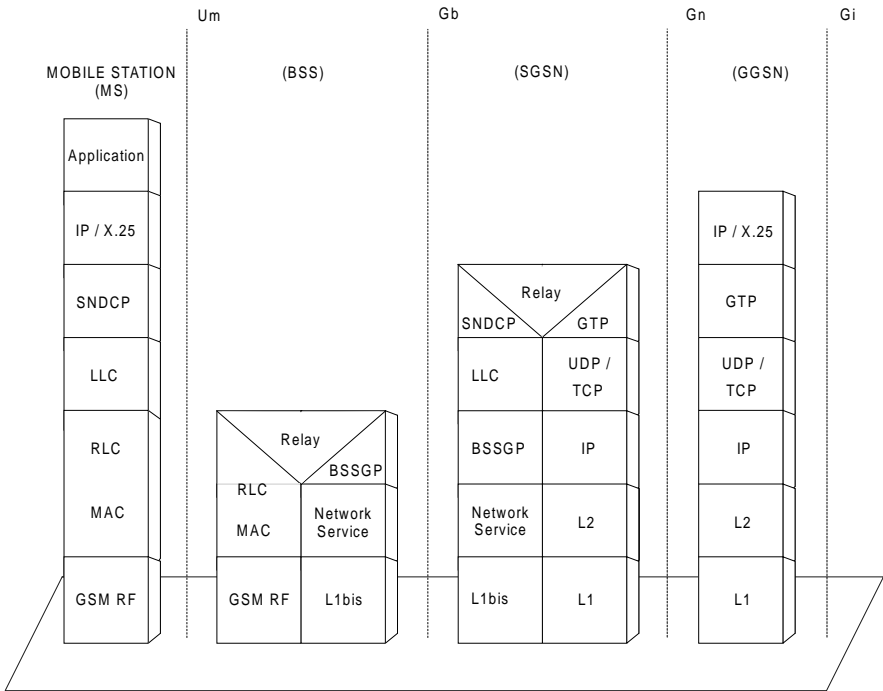 Um
Gb
Gn
Gi
MOBILE STATION
(MS)
(BSS)
(SGSN)
(GGSN)
Application
IP / X.25
SNDCP
LLC
RLC
MAC
GSM RF
Relay
BSSGP
RLC
MAC
Network
Service
GSM RF
L1bis
Relay
SNDCP
GTP
LLC
UDP /
TCP
BSSGP
IP
Network
Service
L2
L1bis
L1
IP / X.25
GTP
UDP /
TCP
IP
L2
L1